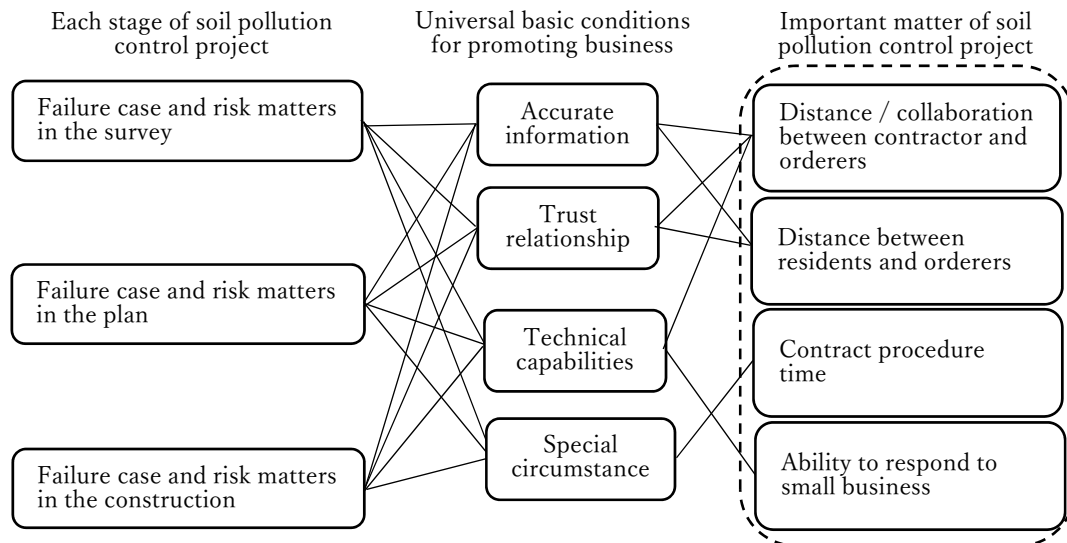 Each stage of soil pollution
control project
Universal basic conditions
for promoting business
Important matter of soil
pollution control project
Failure case and risk matters
in the survey
Failure case and risk matters
in the plan
Failure case and risk matters
in the construction
Accurate
information
Trust
relationship
Technical
capabilities
Special
circumstance
Distance / collaboration
between contractor and
orderers
Distance between
residents and orderers
Contract procedure
time
Ability to respond to
small business